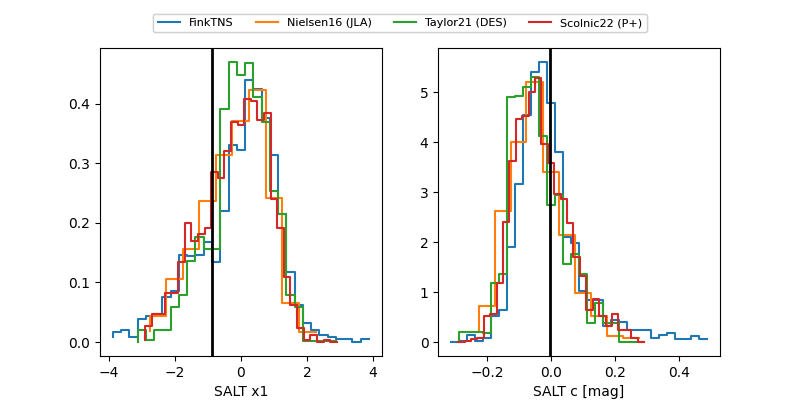 FinkTNS Nielsen16 (JLA) Taylor21 (DES) Scolnic22 (P+)
0.4
0.3
0.2
0.1
0.0
−4 −2 0 2 4
SALT x1
5
4
3
2
1
0
−0.2 0.0 0.2 0.4
SALT c [mag]